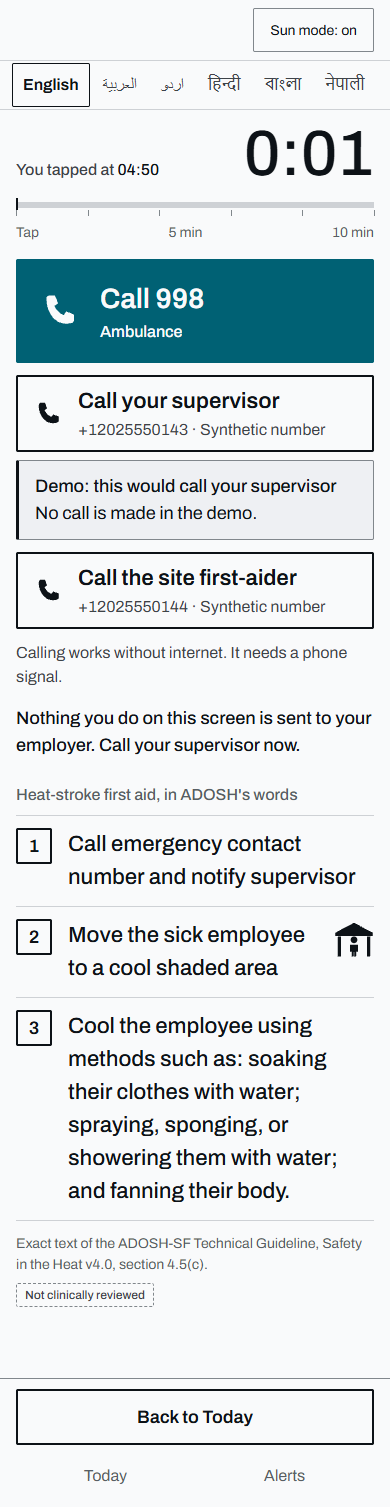 Sun mode: on
English
العربية
اردو
हिन्दी
বাংলা
नेपाली
0:01
You tapped at 04:50
Tap
5 min
10 min
Call 998
Ambulance
Call your supervisor
+12025550143 · Synthetic number
Demo: this would call your supervisor
No call is made in the demo.
Call the site first-aider
+12025550144 · Synthetic number
Calling works without internet. It needs a phone
signal.
Nothing you do on this screen is sent to your
employer. Call your supervisor now.
Heat-stroke first aid, in ADOSH's words
1
Call emergency contact
number and notify supervisor
2
Move the sick employee
to a cool shaded area
3
Cool the employee using
methods such as: soaking
their clothes with water;
spraying, sponging, or
showering them with water;
and fanning their body.
Exact text of the ADOSH-SF Technical Guideline, Safety
in the Heat v4.0, section 4.5(c).
Not clinically reviewed
Back to Today
Today
Alerts